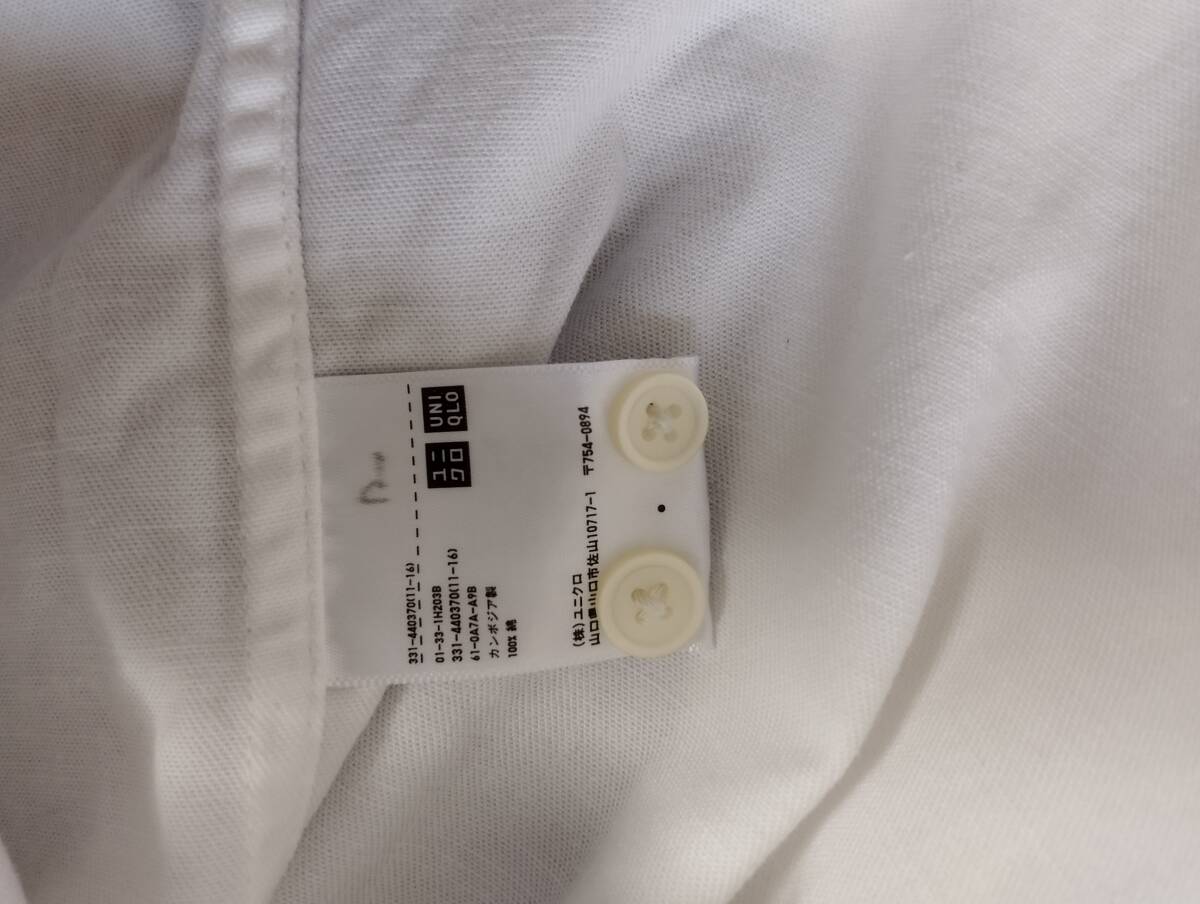 331-440370(11-16)
ユニ
クロ
UNI
QLO
01-33-1H203B
331-440370(11-16)
61-0A7A-A9B
カンボジア製
100% 綿
(株)ユニクロ
山口県山口市佐山10717-1 〒754-0894